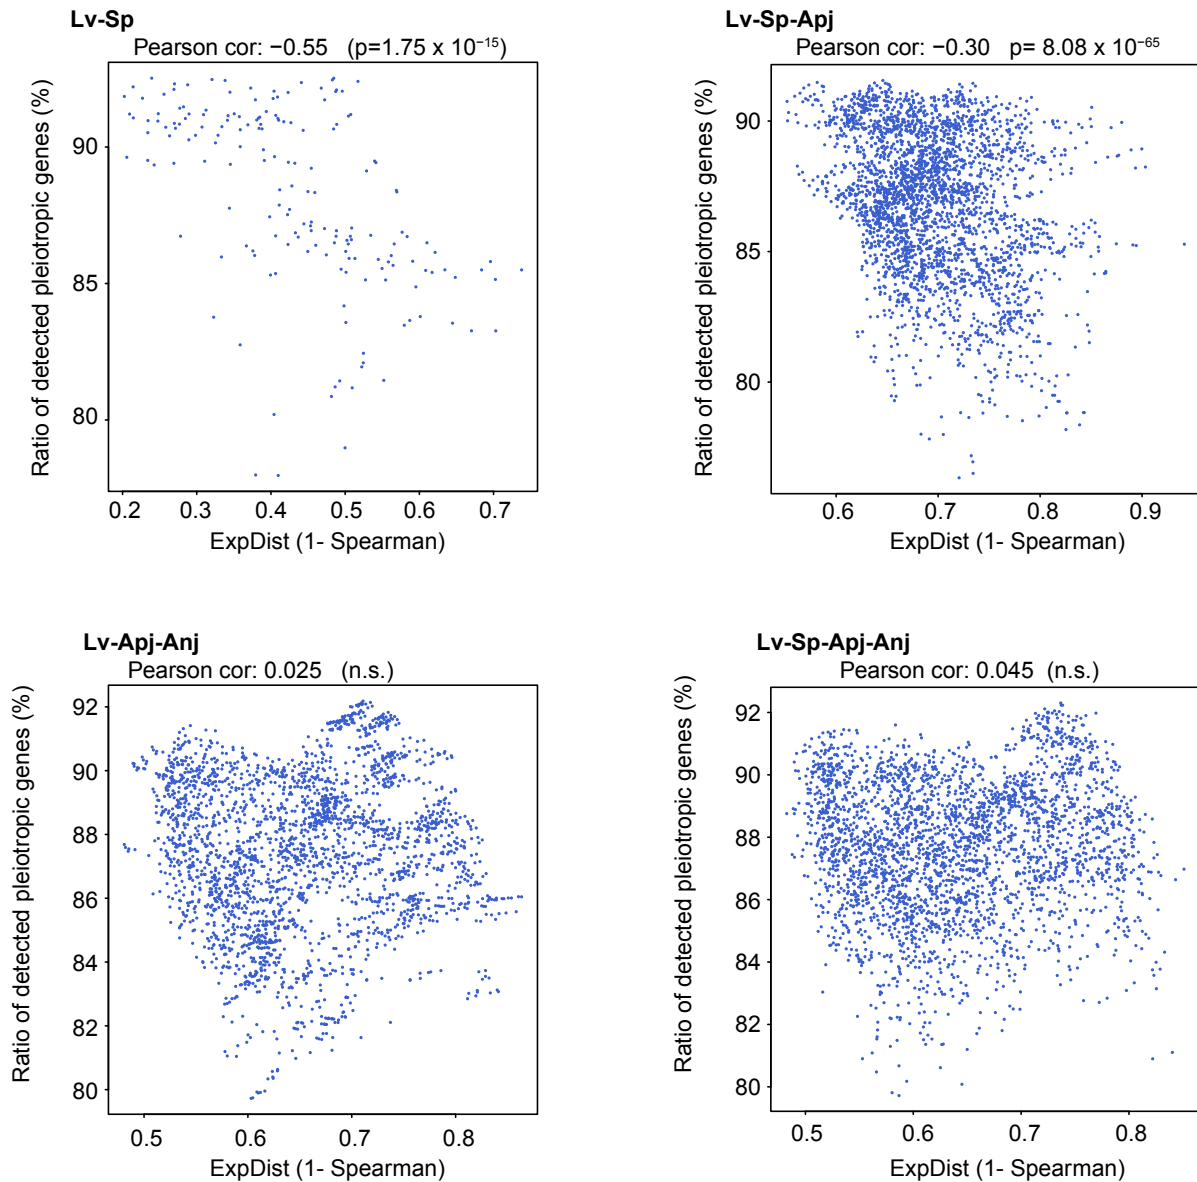 Lv-Sp
Pearson cor: −0.55 (p=1.75 x 10⁻¹⁵)
Ratio of detected pleiotropic genes (%)
90
85
80
0.2 0.3 0.4 0.5 0.6 0.7
ExpDist (1- Spearman)
Lv-Sp-Apj
Pearson cor: −0.30 p= 8.08 x 10⁻⁶⁵
Ratio of detected pleiotropic genes (%)
90
85
80
0.6 0.7 0.8 0.9
ExpDist (1- Spearman)
Lv-Apj-Anj
Pearson cor: 0.025 (n.s.)
Ratio of detected pleiotropic genes (%)
92
90
88
86
84
82
80
0.5 0.6 0.7 0.8
ExpDist (1- Spearman)
Lv-Sp-Apj-Anj
Pearson cor: 0.045 (n.s.)
Ratio of detected pleiotropic genes (%)
92
90
88
86
84
82
80
0.5 0.6 0.7 0.8
ExpDist (1- Spearman)